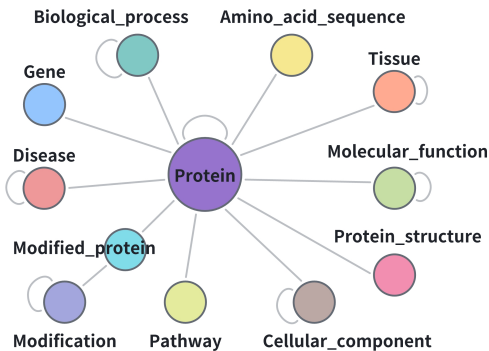 Biological_process
Amino_acid_sequence
Gene
Tissue
Disease
Protein
Molecular_function
Modified_protein
Protein_structure
Modification
Pathway
Cellular_component